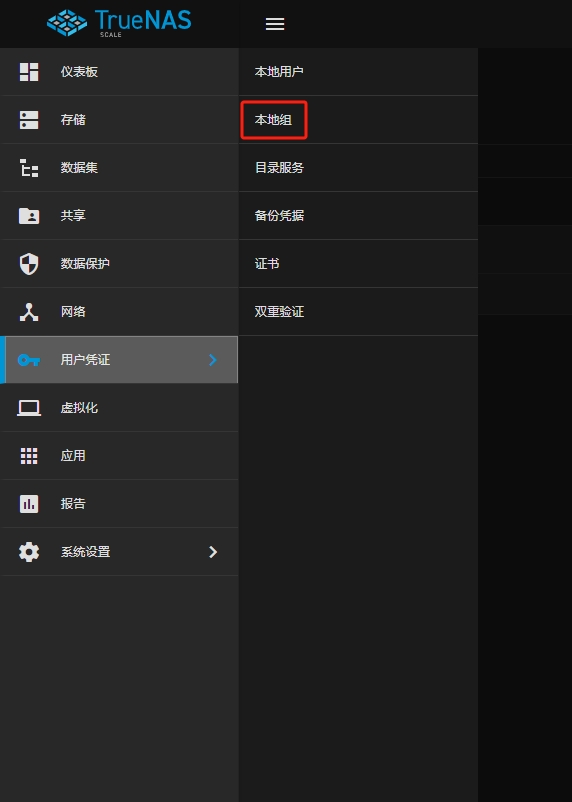 TrueNAS
SCALE
仪表板
存储
数据集
共享
数据保护
网络
用户凭证
虚拟化
应用
报告
系统设置
本地用户
本地组
目录服务
备份凭据
证书
双重验证